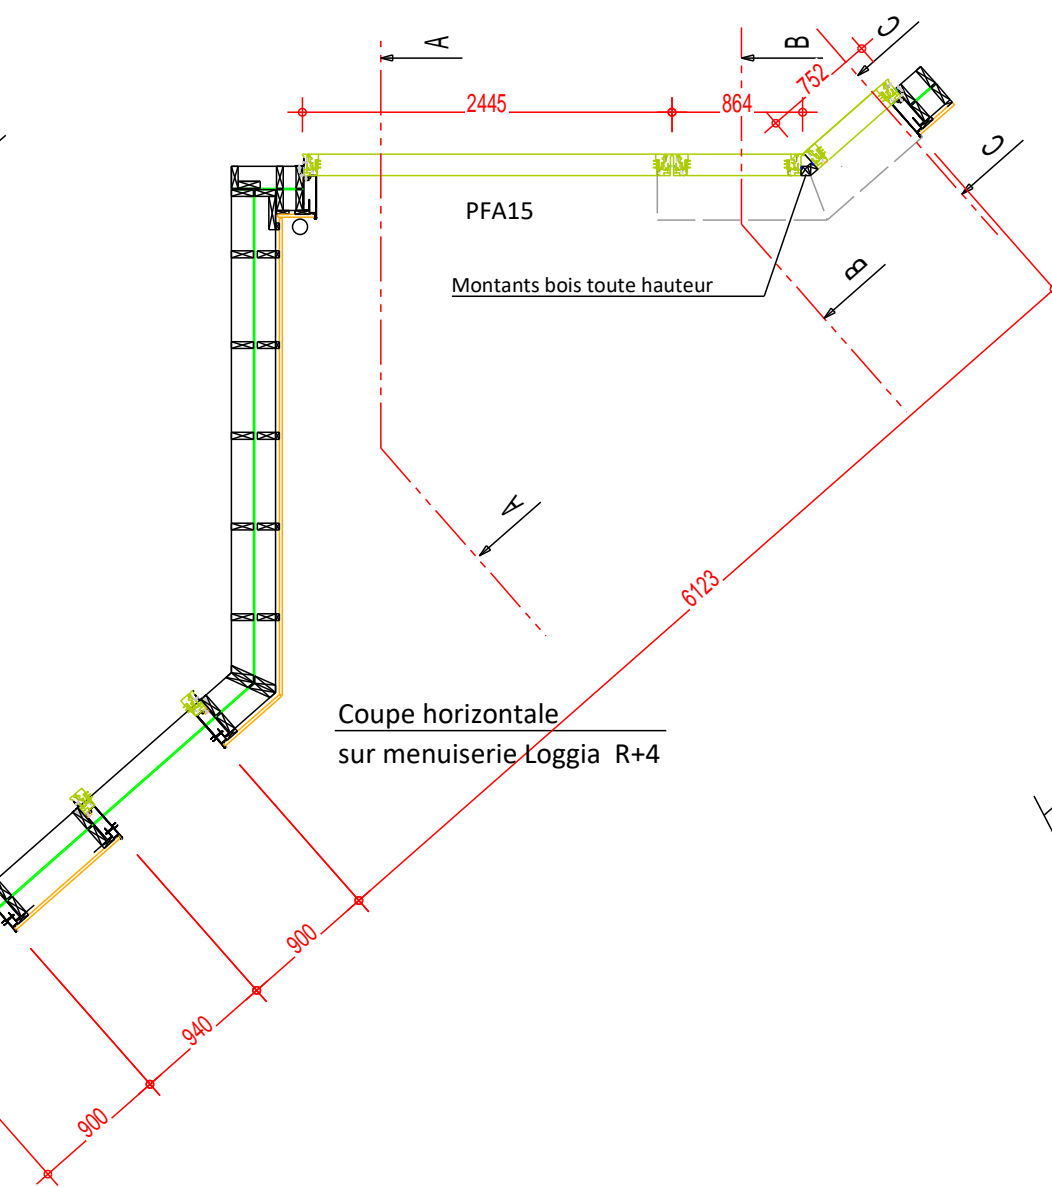 A
B
C
752
2445
864
C
PFA15
B
Montants bois toute hauteur
A
6123
Coupe horizontale
sur menuiserie Loggia R+4
900
940
900